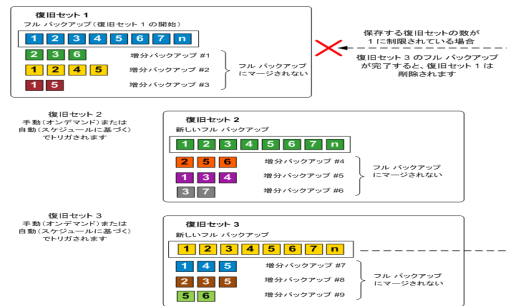 復旧セット 1
フル バックアップ(復旧セット 1 の開始)
1 2 3 4 5 6 7 n
2 3 6 増分バックアップ #1
1 2 4 5 増分バックアップ #2
1 5 増分バックアップ #3
フル バックアップ
にマージされない
保存する復旧セットの数が
1 に制限されている場合
復旧セット 3 のフル バックアップ
が完了すると、復旧セット 1 は
削除されます
復旧セット 2
手動(オンデマンド)または
自動(スケジュールに基づく)
でトリガされます
復旧セット 2
新しいフル バックアップ
1 2 3 4 5 6 7 n
2 5 6 増分バックアップ #4
1 3 4 増分バックアップ #5
3 7 増分バックアップ #6
フル バックアップ
にマージされない
復旧セット 3
手動(オンデマンド)または
自動(スケジュールに基づく)
でトリガされます
復旧セット 3
新しいフル バックアップ
1 2 3 4 5 6 7 n
1 4 5 増分バックアップ #7
2 3 5 増分バックアップ #8
5 6 増分バックアップ #9
フル バックアップ
にマージされない